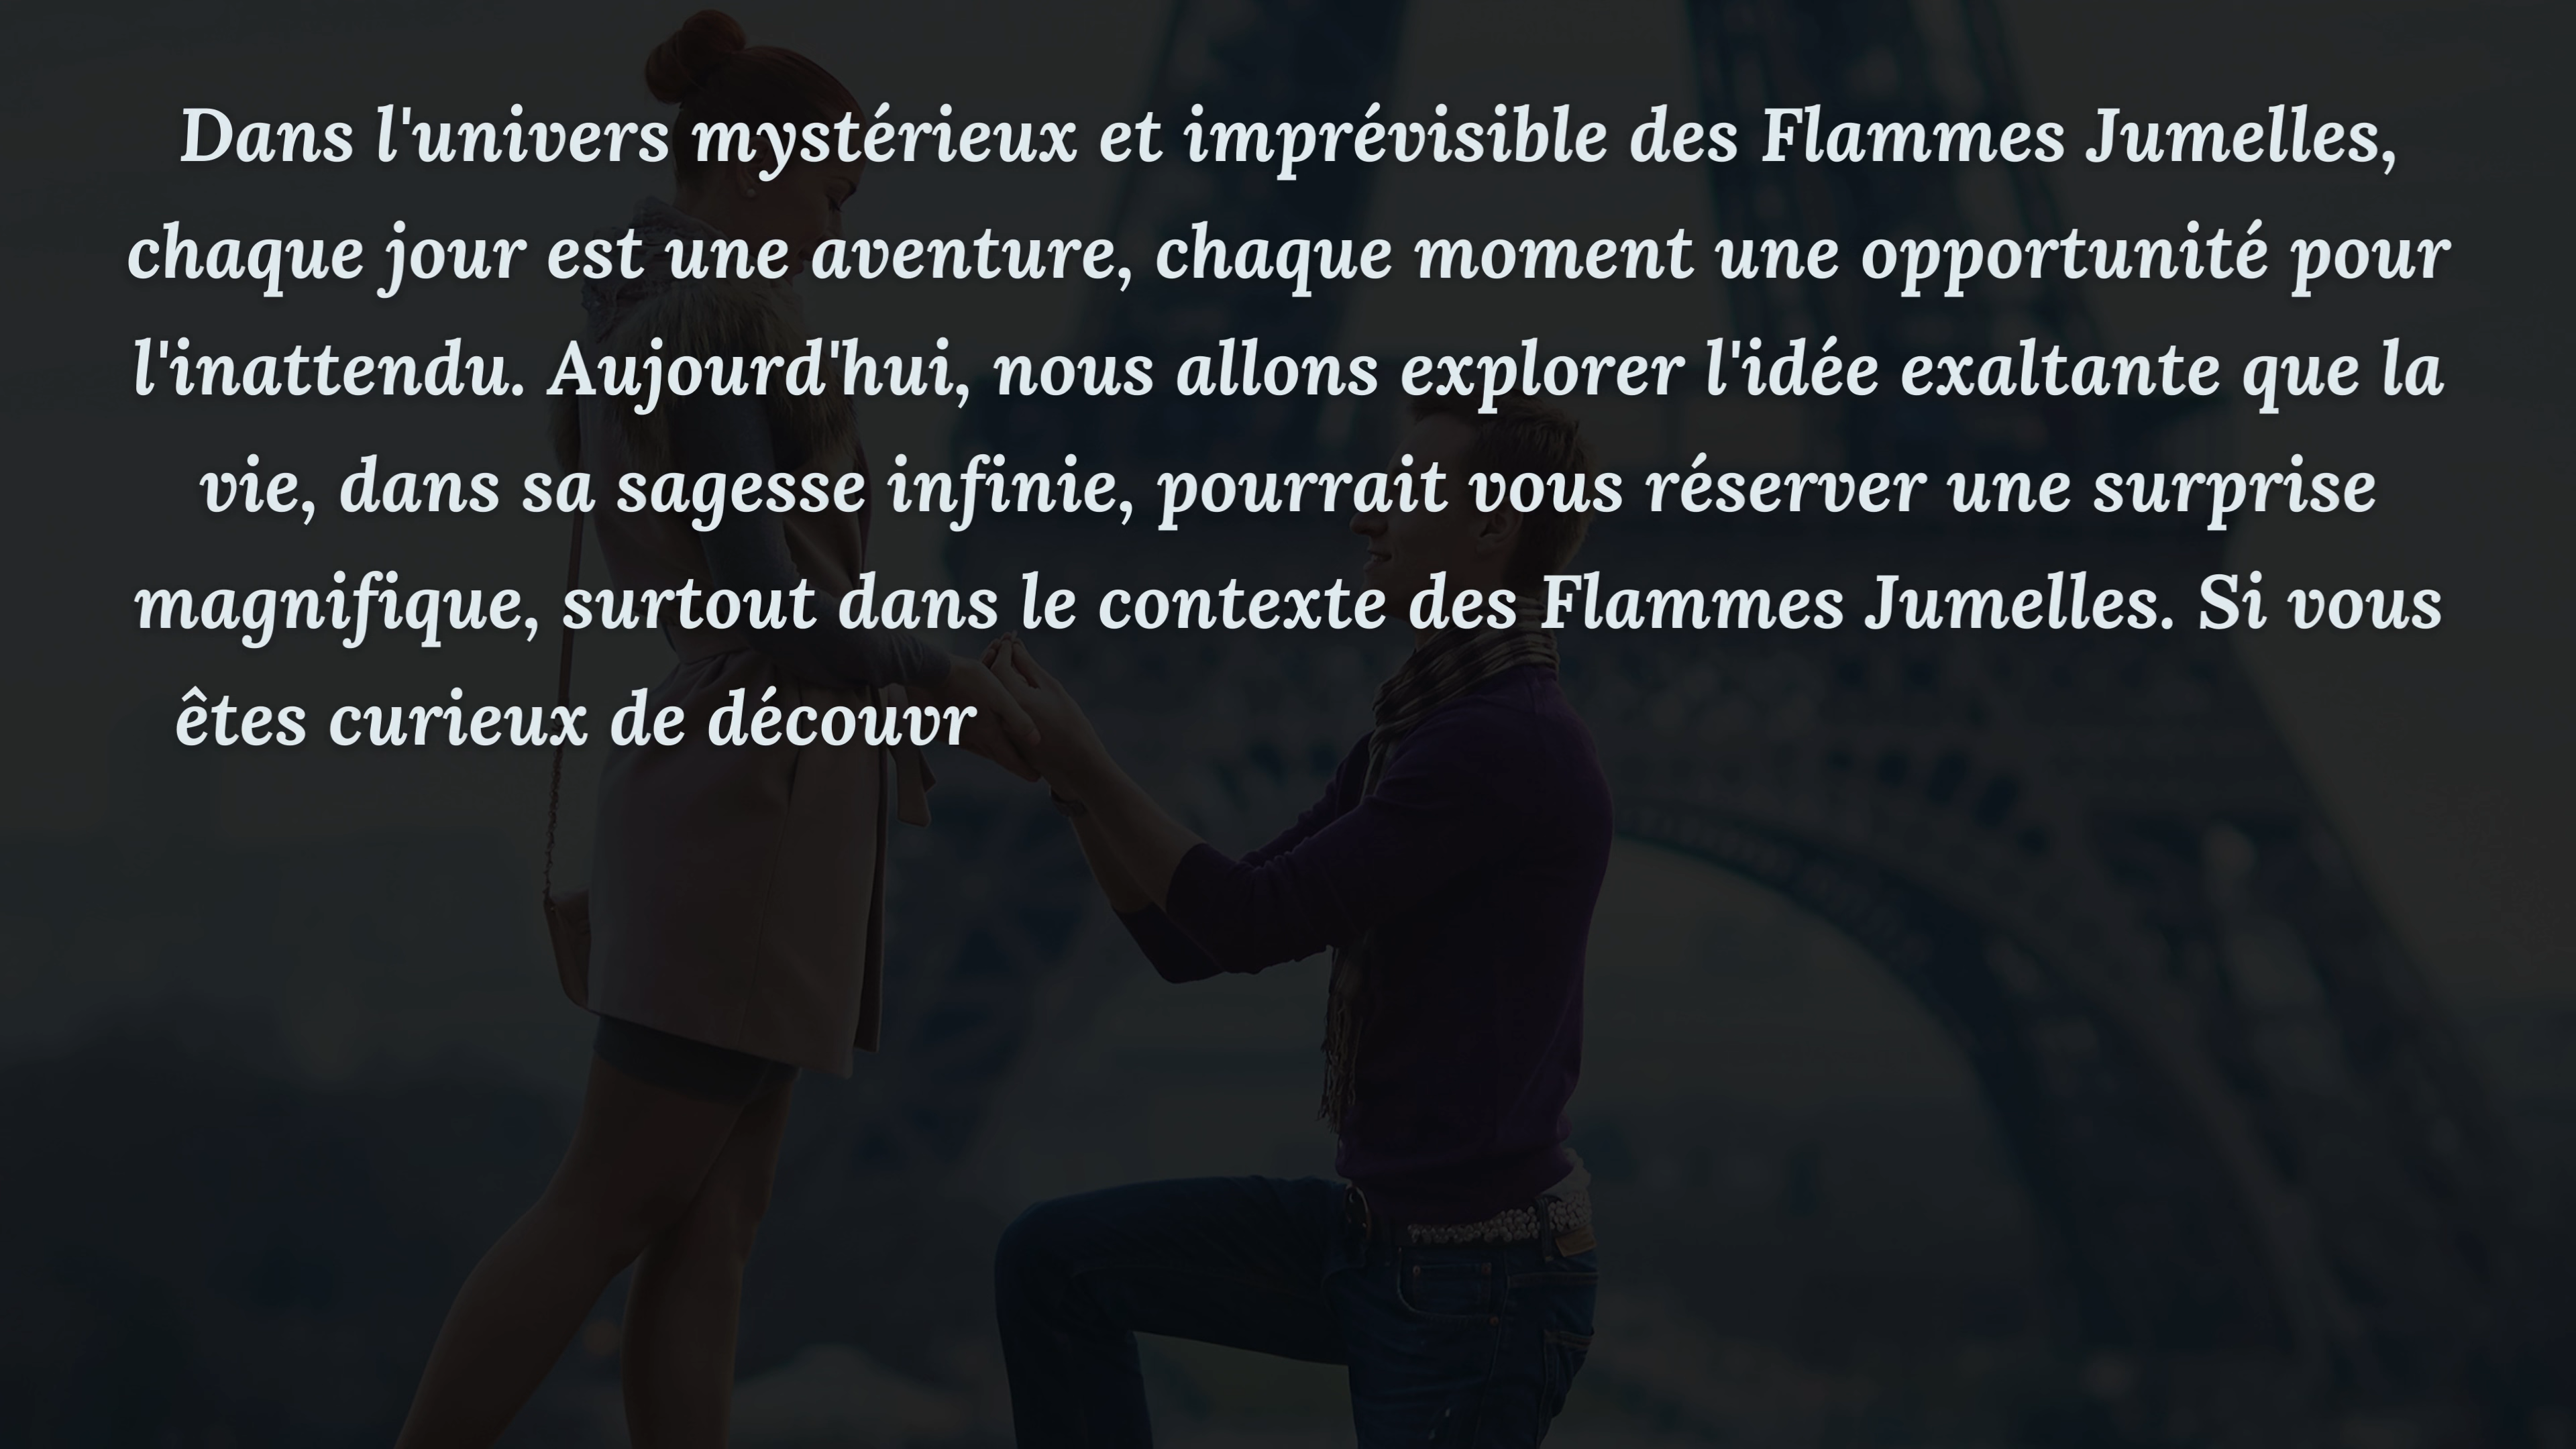 Dans l'univers mystérieux et imprévisible des Flammes Jumelles,
chaque jour est une aventure, chaque moment une opportunité pour
l'inattendu. Aujourd'hui, nous allons explorer l'idée exaltante que la
vie, dans sa sagesse infinie, pourrait vous réserver une surprise
magnifique, surtout dans le contexte des Flammes Jumelles. Si vous
êtes curieux de découvr